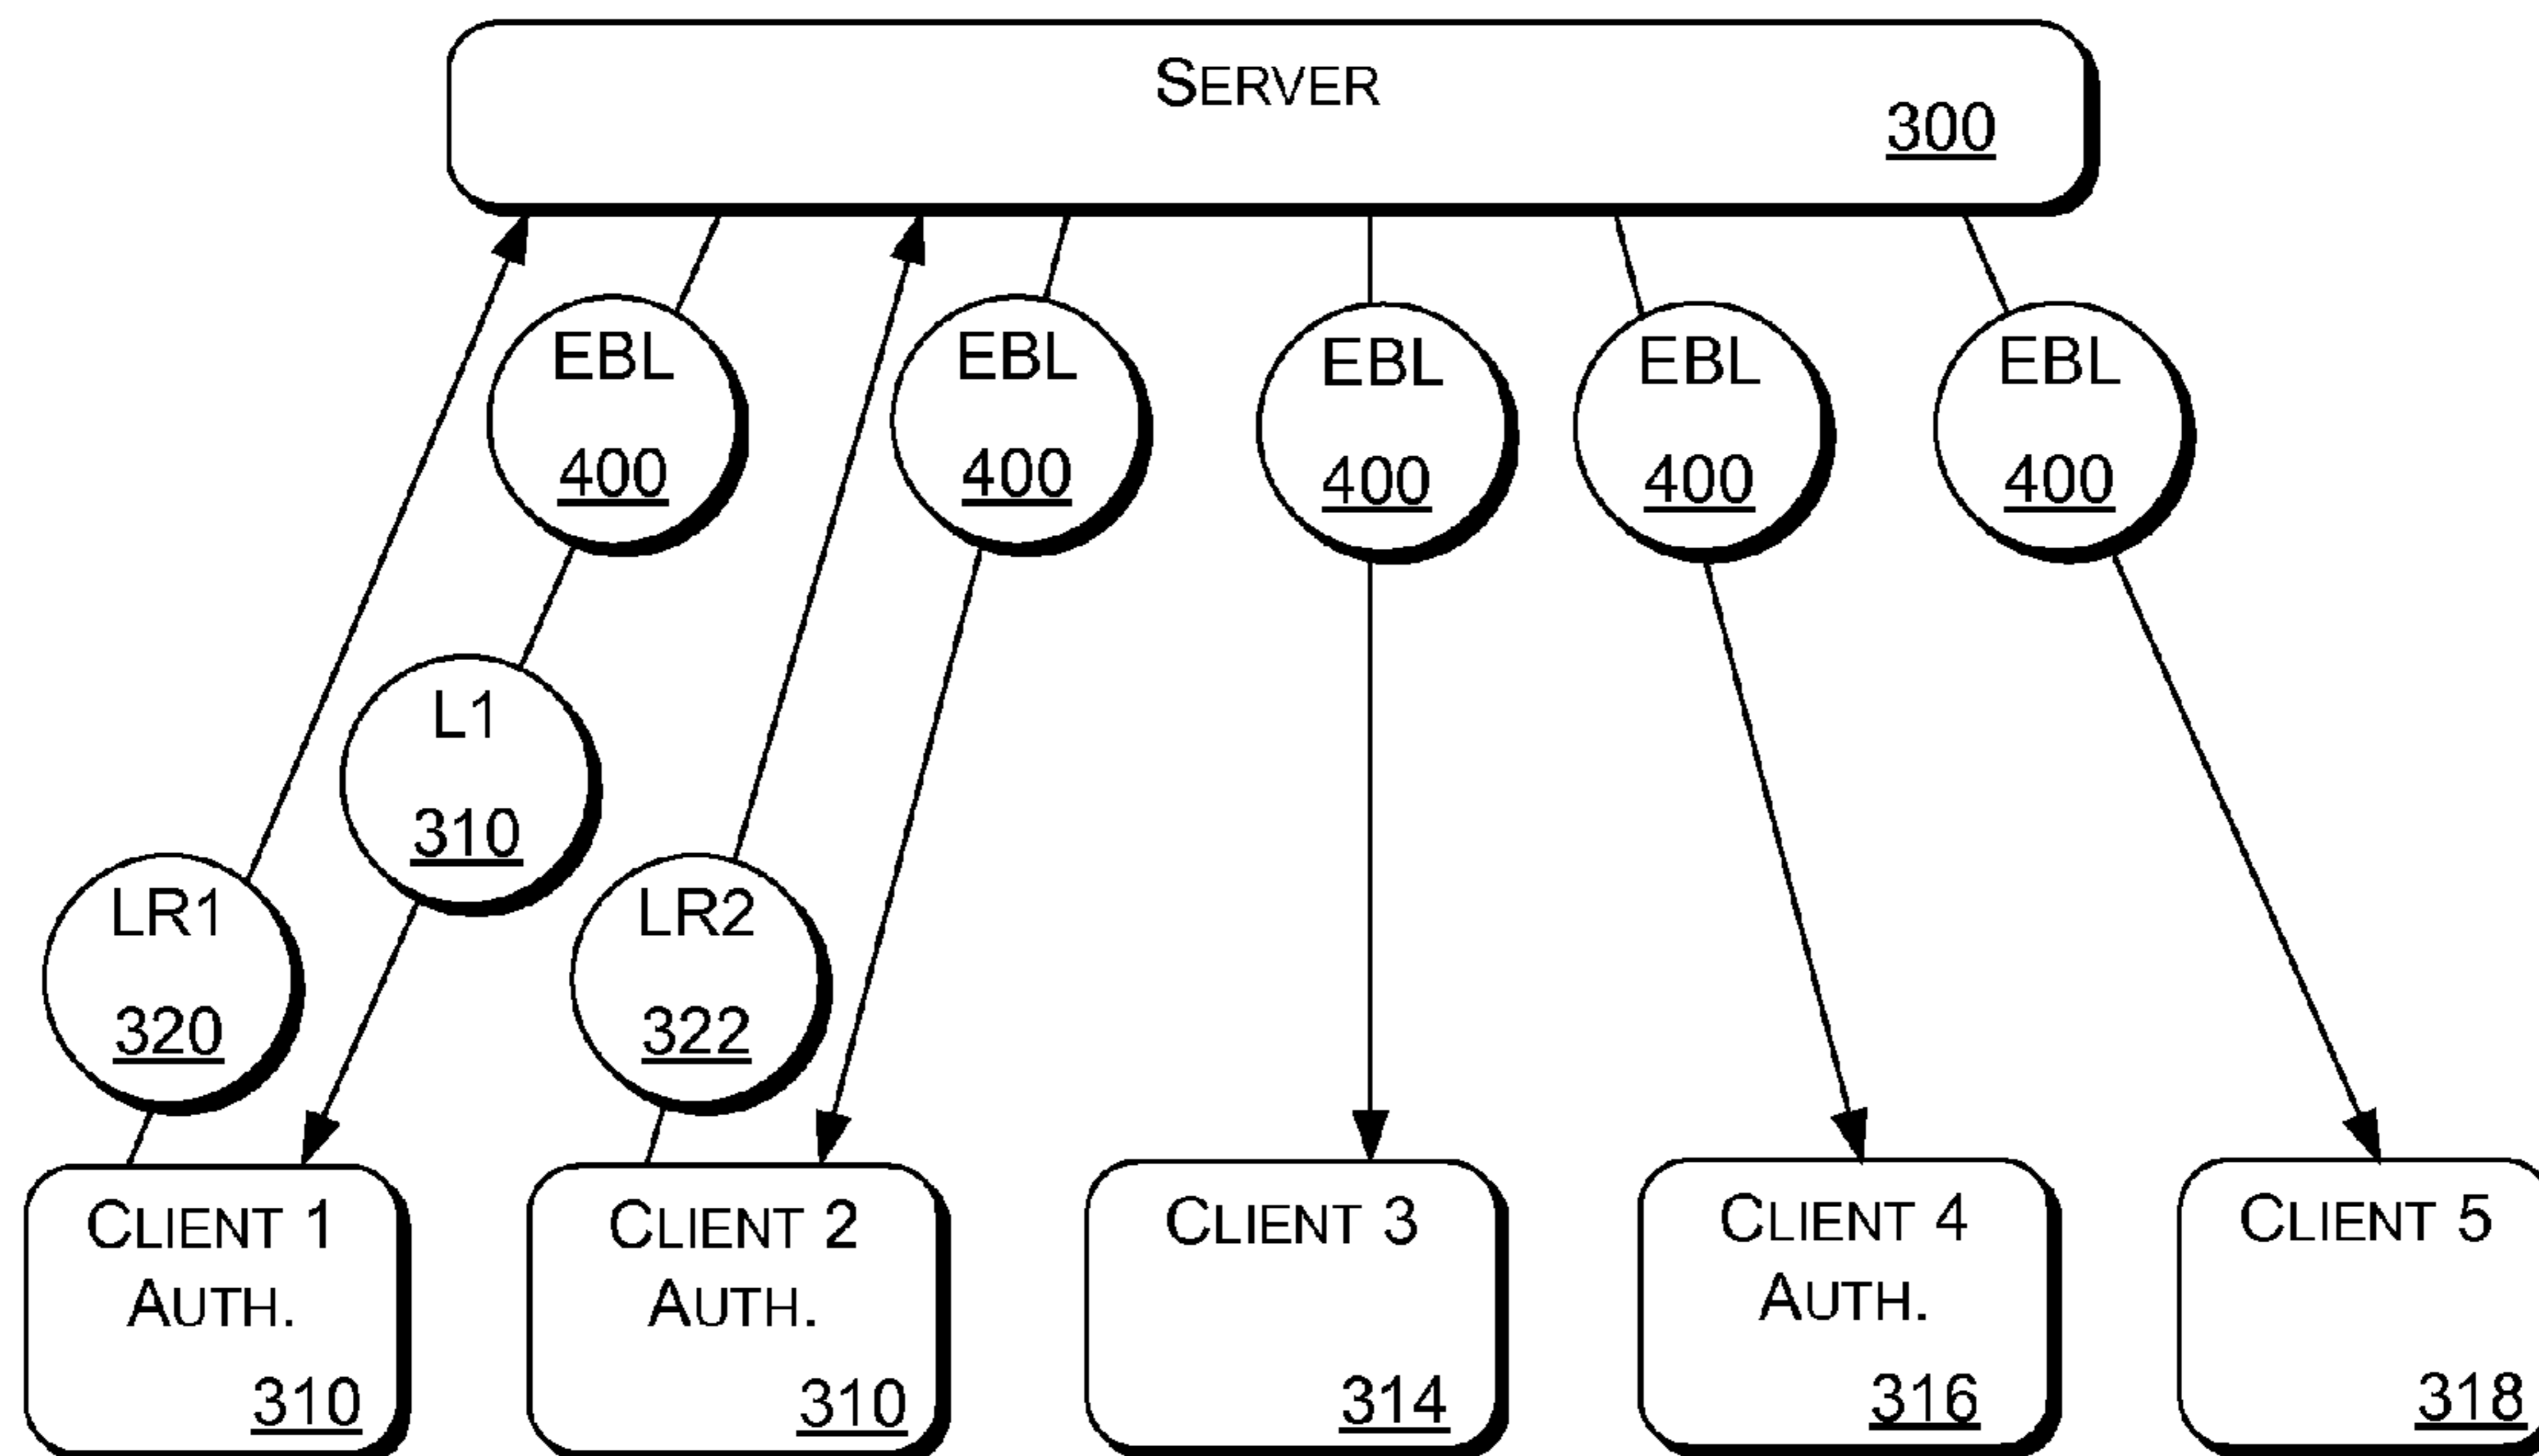 SERVER
300
EBL
400
EBL
400
EBL
400
EBL
400
EBL
400
L1
310
LR1
320
LR2
322
CLIENT 1
AUTH.
310
CLIENT 2
AUTH.
310
CLIENT 3
314
CLIENT 4
AUTH.
316
CLIENT 5
318